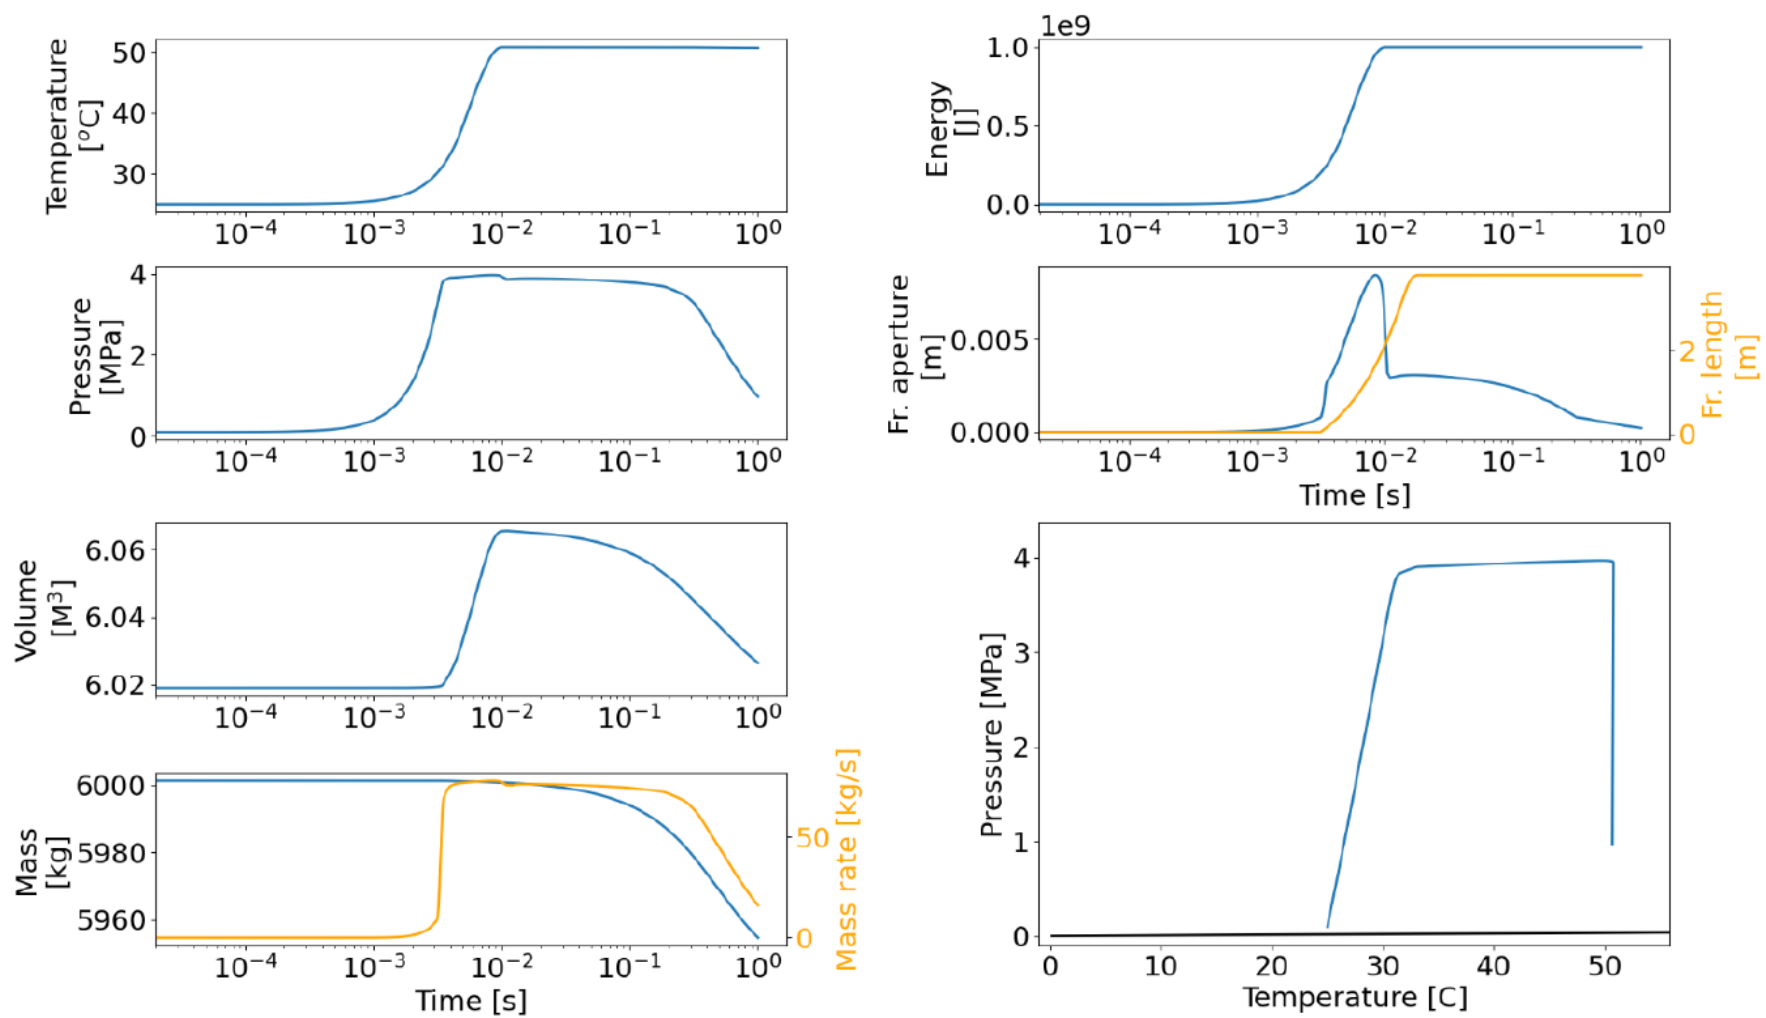 Temperature
[°C]
50
40
30
10⁻⁴ 10⁻³ 10⁻² 10⁻¹ 10⁰
1e9
Energy
[J]
1.0
0.5
0.0
10⁻⁴ 10⁻³ 10⁻² 10⁻¹ 10⁰
Pressure
[MPa]
4
2
0
10⁻⁴ 10⁻³ 10⁻² 10⁻¹ 10⁰
Fr. aperture
[m]
0.005
0.000
2
0
Fr. length
[m]
10⁻⁴ 10⁻³ 10⁻² 10⁻¹ 10⁰
Time [s]
Volume
[M³]
6.06
6.04
6.02
10⁻⁴ 10⁻³ 10⁻² 10⁻¹ 10⁰
Mass
[kg]
6000
5980
5960
50
0
Mass rate [kg/s]
10⁻⁴ 10⁻³ 10⁻² 10⁻¹ 10⁰
Time [s]
Pressure [MPa]
4
3
2
1
0
0 10 20 30 40 50
Temperature [C]